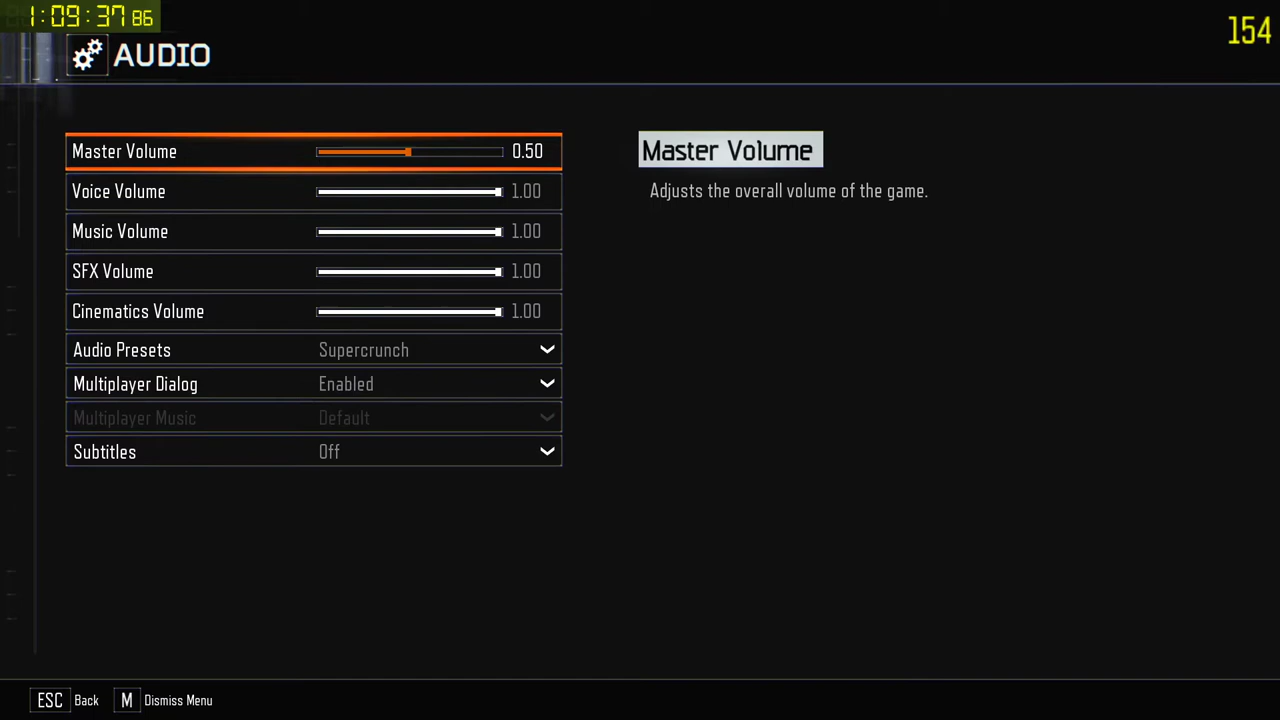 1:09:37 86
154
AUDIO
Master Volume 0.50
Voice Volume 1.00
Music Volume 1.00
SFX Volume 1.00
Cinematics Volume 1.00
Audio Presets Supercrunch
Multiplayer Dialog Enabled
Multiplayer Music Default
Subtitles Off
Master Volume
Adjusts the overall volume of the game.
ESC Back M Dismiss Menu